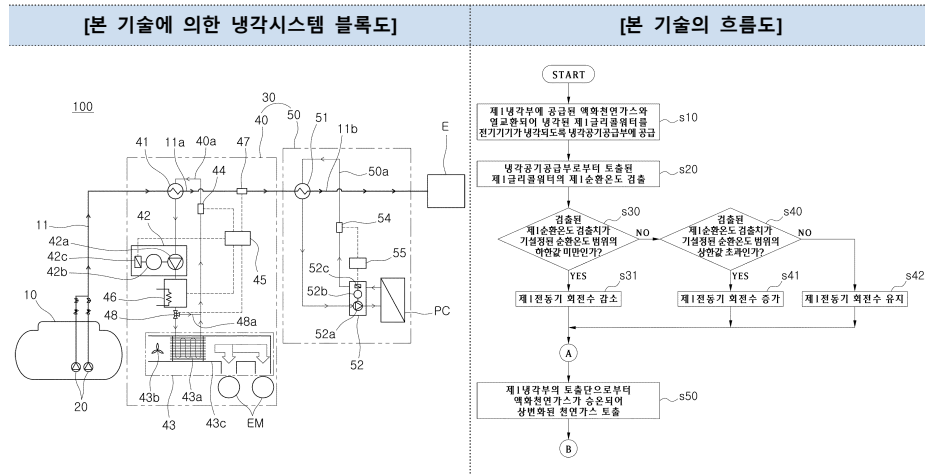 [본 기술에 의한 냉각시스템 블록도]
[본 기술의 흐름도]
100
30
40
50
41
11a
40a
47
44
51
11b
E
50a
11
42
42a
42c
42b
45
54
55
46
52c
52b
48
48a
52a
PC
10
52
20
43b
43a
43
43c
EM
START
제1냉각부에 공급된 액화천연가스와
열교환되어 냉각된 제1글리콜워터를
전기기기가 냉각되도록 냉각공기공급부에 공급
s10
냉각공기공급부로부터 토출된
제1글리콜워터의 제1순환온도 검출
s20
검출된
제1순환온도 검출치가
기설정된 순환온도 범위의
하한값 미만인가?
s30
NO
YES
검출된
제1순환온도 검출치가
기설정된 순환온도 범위의
상한값 초과인가?
s40
NO
YES
s31
제1전동기 회전수 감소
s41
제1전동기 회전수 증가
s42
제1전동기 회전수 유지
A
제1냉각부의 토출단으로부터
액화천연가스가 승온되어
상변화된 천연가스 토출
s50
B